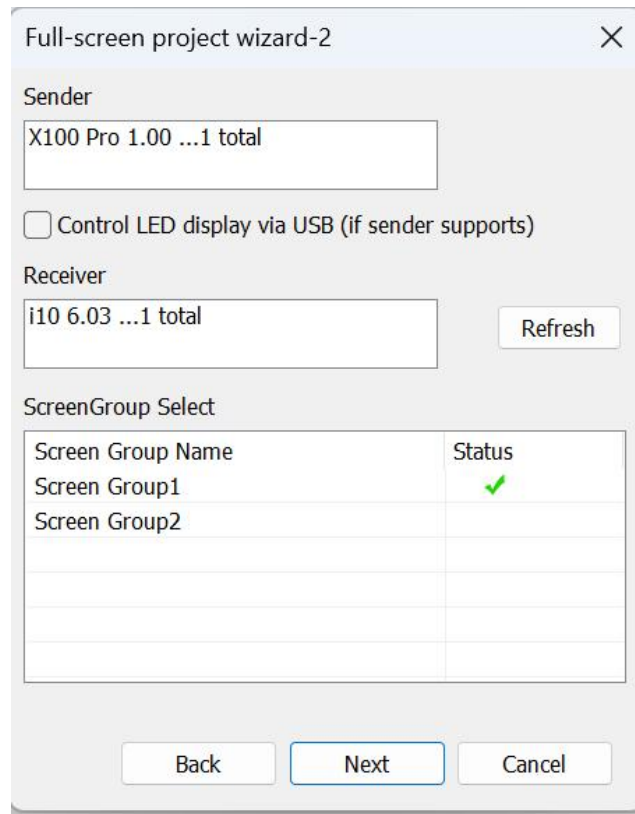 Full-screen project wizard-2
Sender
X100 Pro 1.00 ...1 total
Control LED display via USB (if sender supports)
Receiver
i10 6.03 ...1 total
Refresh
ScreenGroup Select
Screen Group Name Status
Screen Group1
Screen Group2
Back Next Cancel